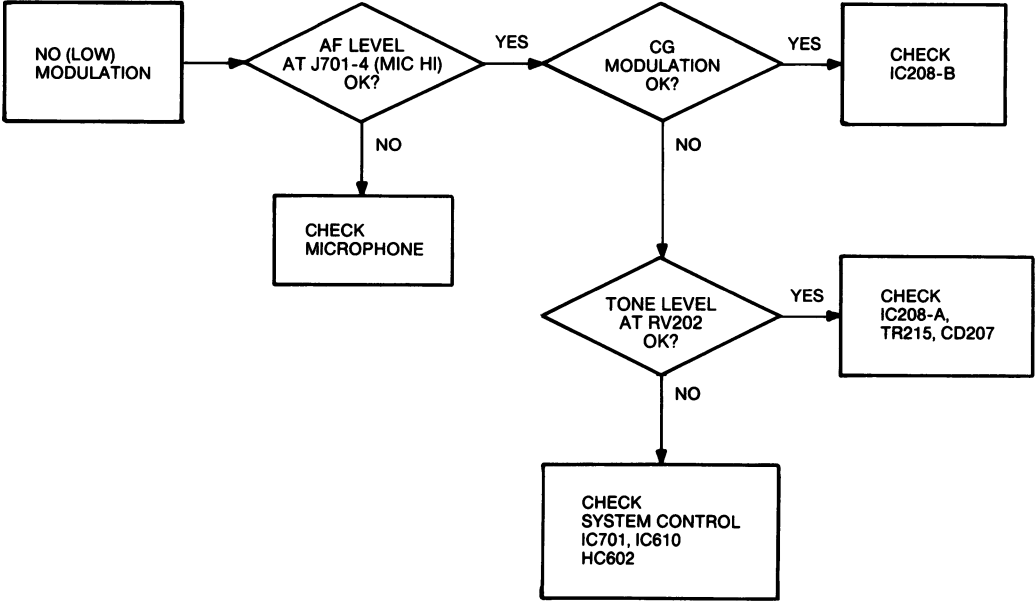 NO (LOW)
MODULATION
AF LEVEL
AT J701-4 (MIC HI)
OK?
YES
CG
MODULATION
OK?
YES
CHECK
IC208-B
NO
CHECK
MICROPHONE
NO
TONE LEVEL
AT RV202
OK?
YES
CHECK
IC208-A,
TR215, CD207
NO
CHECK
SYSTEM CONTROL
IC701, IC610
HC602